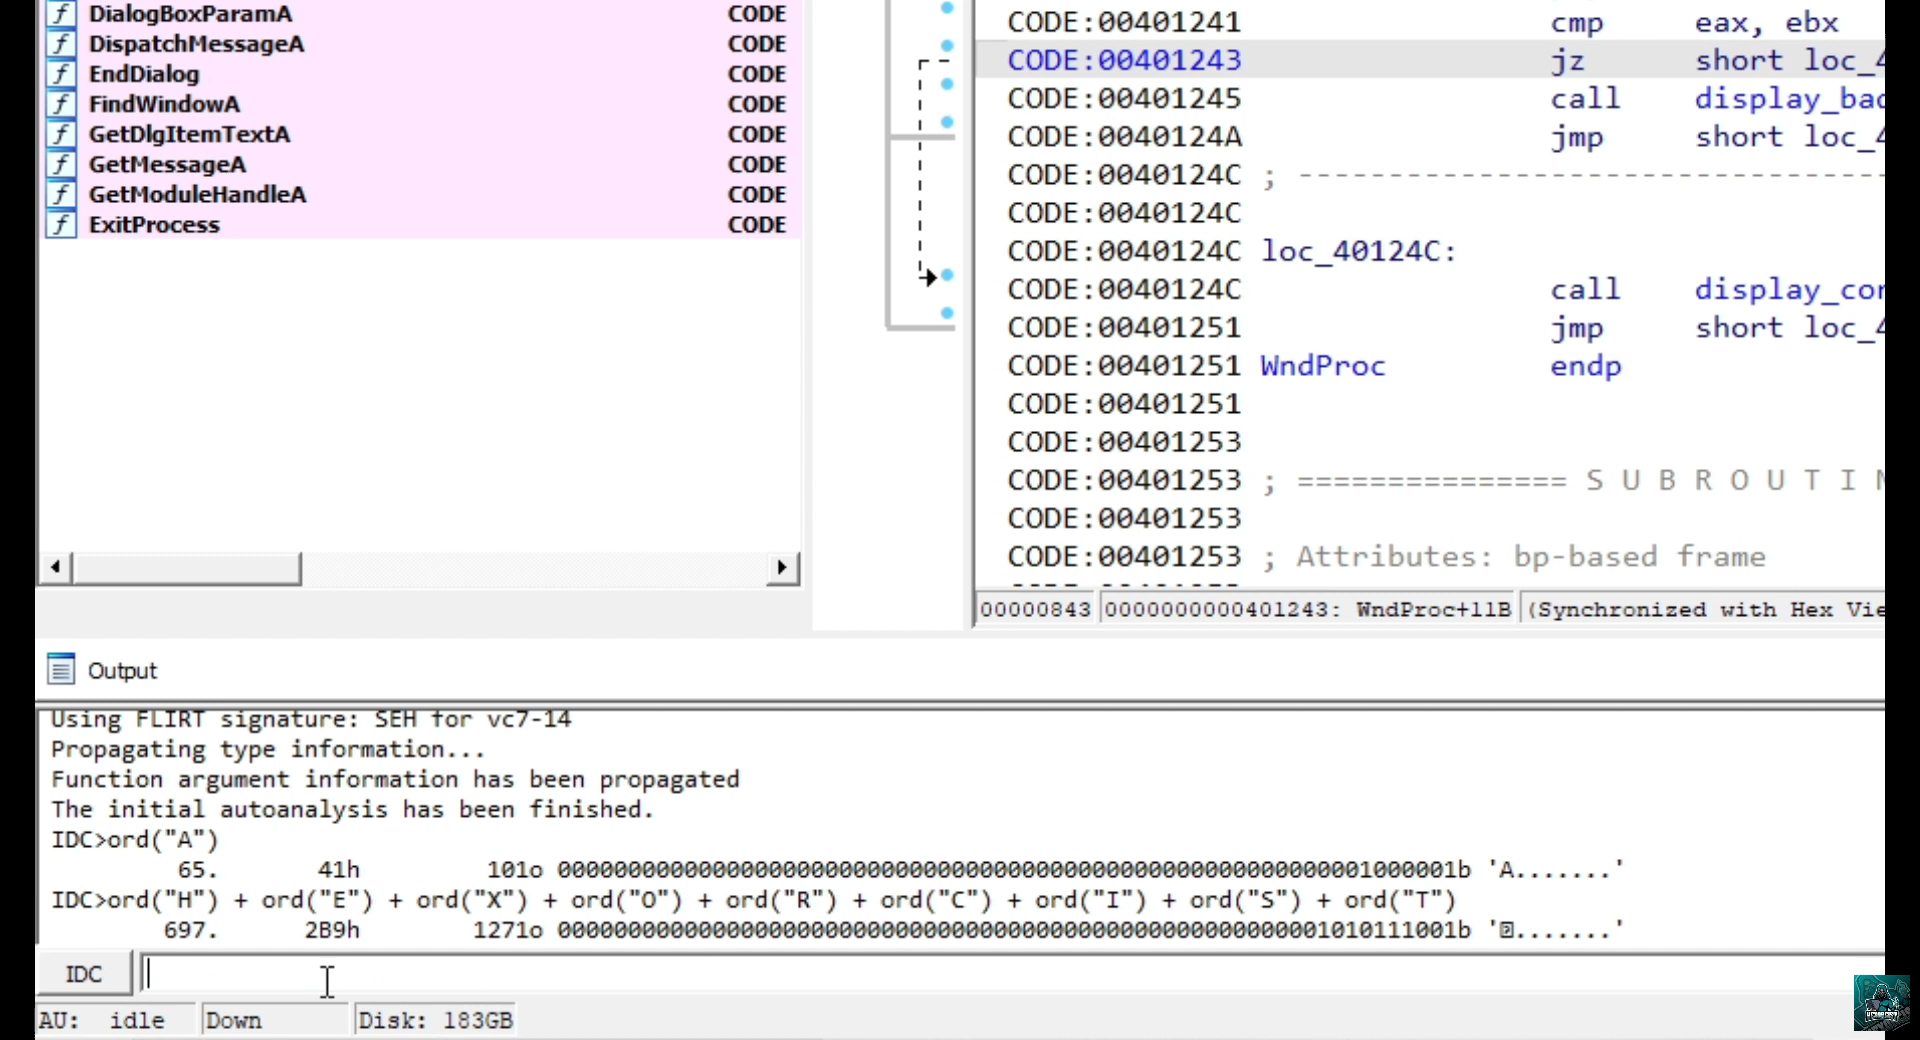 DialogBoxParamA CODE
DispatchMessageA CODE
EndDialog CODE
FindWindowA CODE
GetDlgItemTextA CODE
GetMessageA CODE
GetModuleHandleA CODE
ExitProcess CODE
CODE:00401241 cmp eax, ebx
CODE:00401243 jz short loc_4
CODE:00401245 call display_bad
CODE:0040124A jmp short loc_4
CODE:0040124C ; -------------------------------
CODE:0040124C
CODE:0040124C loc_40124C:
CODE:0040124C call display_cor
CODE:00401251 jmp short loc_4
CODE:00401251 WndProc endp
CODE:00401251
CODE:00401253
CODE:00401253 ; =============== S U B R O U T I N
CODE:00401253
CODE:00401253 ; Attributes: bp-based frame
00000843 0000000000401243: WndProc+11B (Synchronized with Hex Vie
Output
Using FLIRT signature: SEH for vc7-14
Propagating type information...
Function argument information has been propagated
The initial autoanalysis has been finished.
IDC>ord("A")
65. 41h 101o 0000000000000000000000000000000000000000000000000000000001000001b 'A.......'
IDC>ord("H") + ord("E") + ord("X") + ord("O") + ord("R") + ord("C") + ord("I") + ord("S") + ord("T")
697. 2B9h 1271o 0000000000000000000000000000000000000000000000000000001010111001b '.......'
IDC
AU: idle Down Disk: 183GB